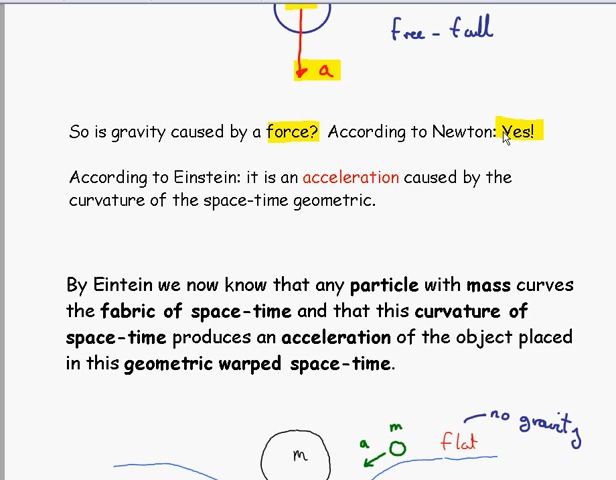 free - fall
a
So is gravity caused by a force? According to Newton: Yes!
According to Einstein: it is an acceleration caused by the
curvature of the space-time geometric.
By Eintein we now know that any particle with mass curves
the fabric of space-time and that this curvature of
space-time produces an acceleration of the object placed
in this geometric warped space-time.
no gravity
m
a
flat
m